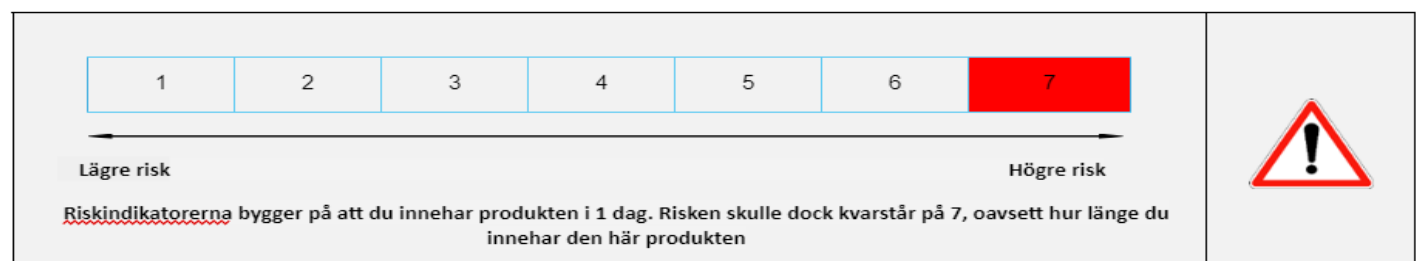 1 2 3 4 5 6 7
Lägre risk Högre risk
Riskindikatorerna bygger på att du innehar produkten i 1 dag. Risken skulle dock kvarstår på 7, oavsett hur länge du
innehar den här produkten